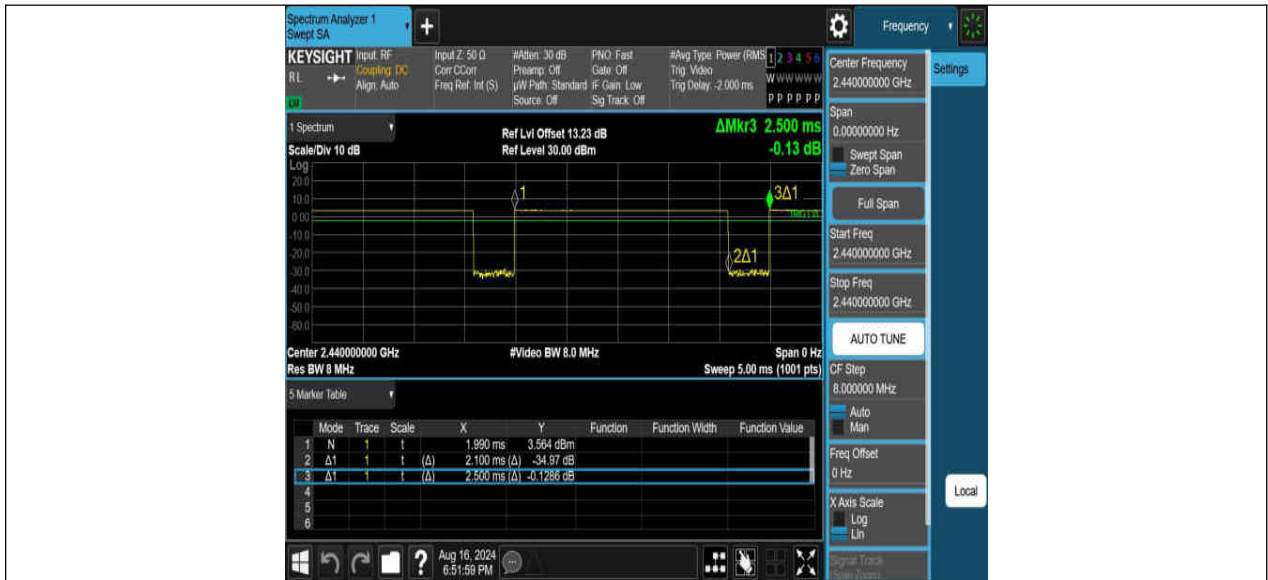 Spectrum Analyzer 1
Swept SA
+
Frequency
KEYSIGHT
RL
Input: RF
Coupling: DC
Align: Auto
Input Z: 50 Ω
Corr CCorr
Freq Ref: Int (S)
#Atten: 30 dB
Preamp: Off
µW Path: Standard
Source: Off
PNO: Fast
Gate: Off
IF Gain: Low
Sig Track: Off
#Avg Type: Power (RMS
Trig: Video
Trig Delay: -2.000 ms
1 2 3 4 5 6
W W W W W W
P P P P P P
1 Spectrum
Scale/Div 10 dB
Ref Lvl Offset 13.23 dB
Ref Level 30.00 dBm
ΔMkr3 2.500 ms
-0.13 dB
Log
20.0
10.0
0.00
-10.0
-20.0
-30.0
-40.0
-50.0
-60.0
1
3Δ1
2Δ1
Center 2.440000000 GHz
#Video BW 8.0 MHz
Span 0 Hz
Res BW 8 MHz
Sweep 5.00 ms (1001 pts)
5 Marker Table
Mode Trace Scale X Y Function Function Width Function Value
1 N 1 t 1.990 ms 3.564 dBm
2 Δ1 1 t (Δ) 2.100 ms (Δ) -34.97 dB
3 Δ1 1 t (Δ) 2.500 ms (Δ) -0.1286 dB
4
5
6
?
Aug 16, 2024
6:51:59 PM
Center Frequency
2.440000000 GHz
Settings
Span
0.00000000 Hz
Swept Span
Zero Span
Full Span
Start Freq
2.440000000 GHz
Stop Freq
2.440000000 GHz
AUTO TUNE
CF Step
8.000000 MHz
Auto
Man
Freq Offset
0 Hz
X Axis Scale
Log
Lin
Signal Track
(Span Zoom)
Local